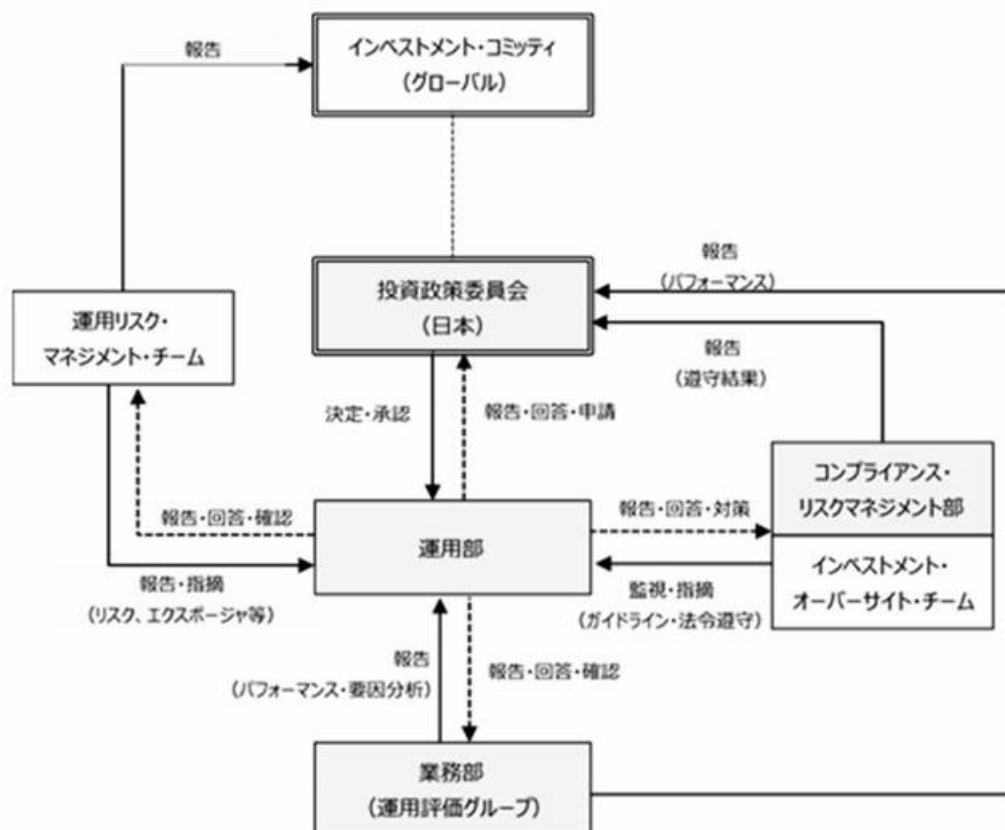 報告
インベストメント・コミッティ
(グローバル)
報告
(パフォーマンス)
投資政策委員会
(日本)
運用リスク・
マネジメント・チーム
報告
(遵守結果)
決定・承認
報告・回答・申請
コンプライアンス・
リスクマネジメント部
報告・回答・確認
運用部
報告・回答・対策
インベストメント・
オーバーサイト・チーム
報告・指摘
(リスク、エクスポージャ等)
監視・指摘
(ガイドライン・法令遵守)
報告
(パフォーマンス・要因分析)
報告・回答・確認
業務部
(運用評価グループ)